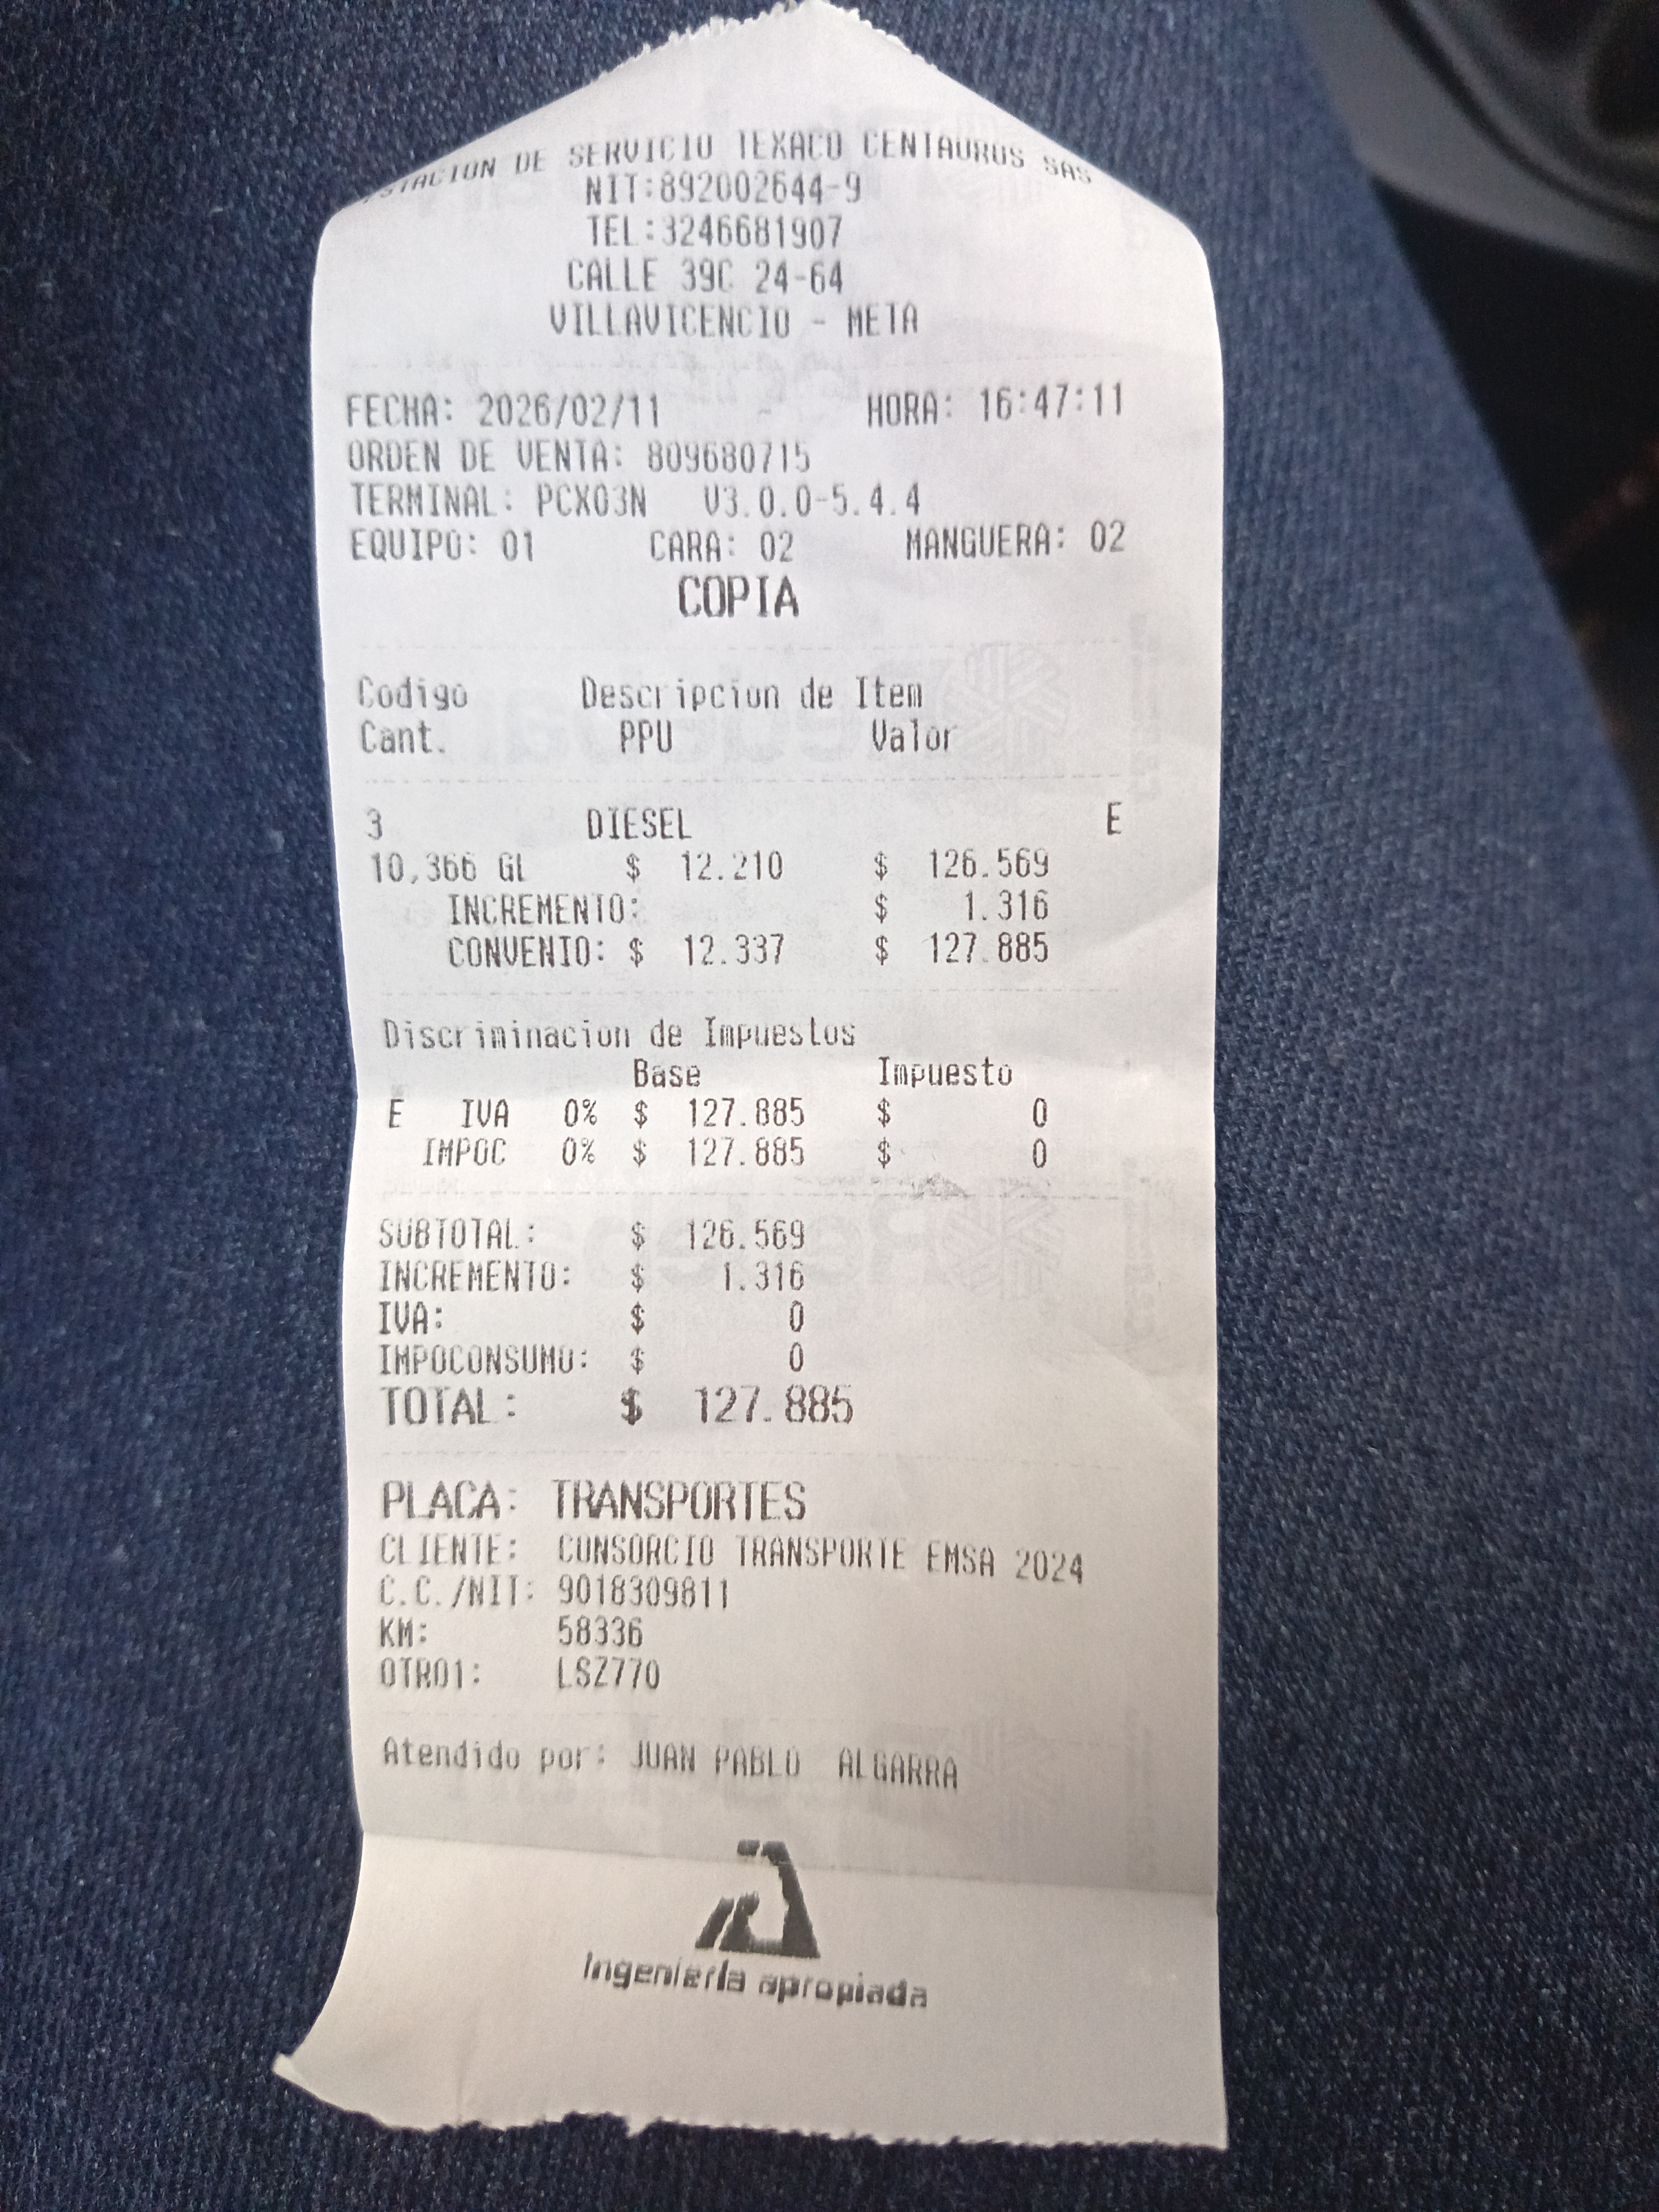 ESTACION DE SERVICIO TEXACO CENTAURUS SAS
NIT:892002644-9
TEL:3246681907
CALLE 39C 24-64
VILLAVICENCIO - META
FECHA: 2026/02/11 HORA: 16:47:11
ORDEN DE VENTA: 809680715
TERMINAL: PCX03N V3.0.0-5.4.4
EQUIPO: 01 CARA: 02 MANGUERA: 02
COPIA
Codigo Descripcion de Item
Cant. PPU Valor
3 DIESEL E
10,366 GL $ 12.210 $ 126.569
INCREMENTO: $ 1.316
CONVENIO: $ 12.337 $ 127.885
Discriminacion de Impuestos
Base Impuesto
E IVA 0% $ 127.885 $ 0
IMPOC 0% $ 127.885 $ 0
SUBTOTAL: $ 126.569
INCREMENTO: $ 1.316
IVA: $ 0
IMPOCONSUMO: $ 0
TOTAL: $ 127.885
PLACA: TRANSPORTES
CLIENTE: CONSORCIO TRANSPORTE EMSA 2024
C.C./NIT: 9018309811
KM: 58336
OTRO1: LSZ770
Atendido por: JUAN PABLO ALGARRA
Ingeniería apropiada